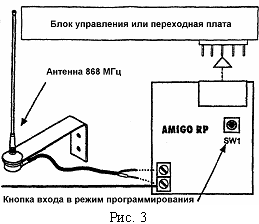 Блок управления или переходная плата
Антенна 868 МГц
AMIGO RP
SW1
Кнопка входа в режим программирования
Рис. 3